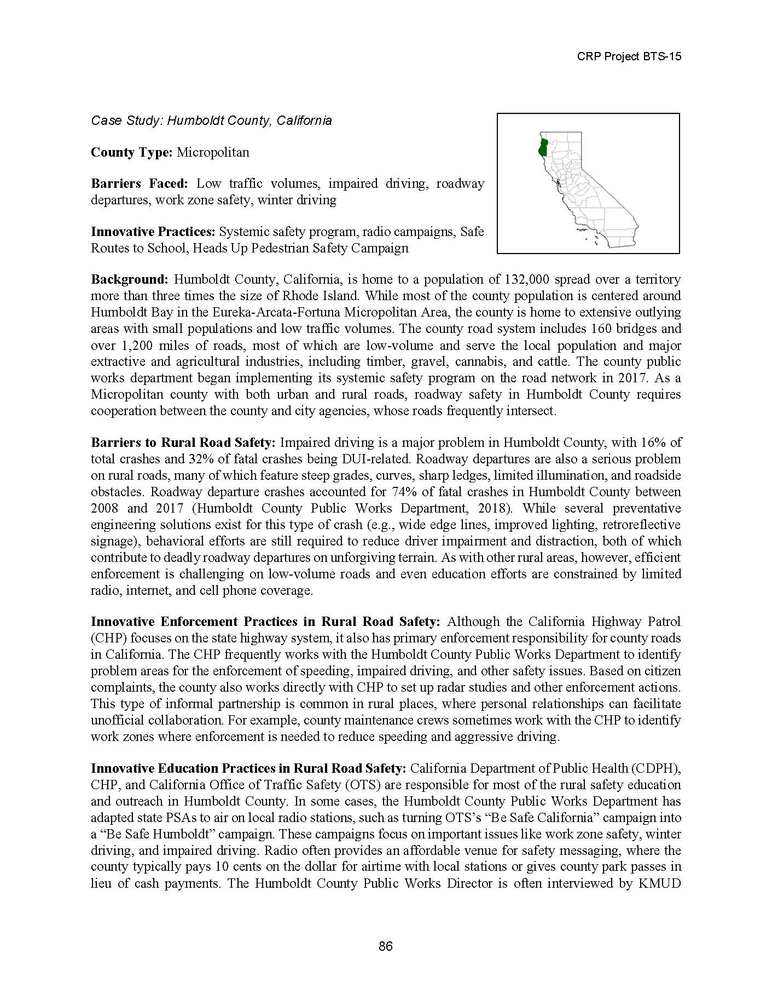 CRP Project BTS-15
Case Study: Humboldt County, California
County Type: Micropolitan
Barriers Faced: Low traffic volumes, impaired driving, roadway
departures, work zone safety, winter driving
Innovative Practices: Systemic safety program, radio campaigns, Safe
Routes to School, Heads Up Pedestrian Safety Campaign
Background: Humboldt County, California, is home to a population of 132,000 spread over a territory
more than three times the size of Rhode Island. While most of the county population is centered around
Humboldt Bay in the Eureka-Arcata-Fortuna Micropolitan Area, the county is home to extensive outlying
areas with small populations and low traffic volumes. The county road system includes 160 bridges and
over 1,200 miles of roads, most of which are low-volume and serve the local population and major
extractive and agricultural industries, including timber, gravel, cannabis, and cattle. The county public
works department began implementing its systemic safety program on the road network in 2017. As a
Micropolitan county with both urban and rural roads, roadway safety in Humboldt County requires
cooperation between the county and city agencies, whose roads frequently intersect.
Barriers to Rural Road Safety: Impaired driving is a major problem in Humboldt County, with 16% of
total crashes and 32% of fatal crashes being DUI-related. Roadway departures are also a serious problem
on rural roads, many of which feature steep grades, curves, sharp ledges, limited illumination, and roadside
obstacles. Roadway departure crashes accounted for 74% of fatal crashes in Humboldt County between
2008 and 2017 (Humboldt County Public Works Department, 2018). While several preventative
engineering solutions exist for this type of crash (e.g., wide edge lines, improved lighting, retroreflective
signage), behavioral efforts are still required to reduce driver impairment and distraction, both of which
contribute to deadly roadway departures on unforgiving terrain. As with other rural areas, however, efficient
enforcement is challenging on low-volume roads and even education efforts are constrained by limited
radio, internet, and cell phone coverage.
Innovative Enforcement Practices in Rural Road Safety: Although the California Highway Patrol
(CHP) focuses on the state highway system, it also has primary enforcement responsibility for county roads
in California. The CHP frequently works with the Humboldt County Public Works Department to identify
problem areas for the enforcement of speeding, impaired driving, and other safety issues. Based on citizen
complaints, the county also works directly with CHP to set up radar studies and other enforcement actions.
This type of informal partnership is common in rural places, where personal relationships can facilitate
unofficial collaboration. For example, county maintenance crews sometimes work with the CHP to identify
work zones where enforcement is needed to reduce speeding and aggressive driving.
Innovative Education Practices in Rural Road Safety: California Department of Public Health (CDPH),
CHP, and California Office of Traffic Safety (OTS) are responsible for most of the rural safety education
and outreach in Humboldt County. In some cases, the Humboldt County Public Works Department has
adapted state PSAs to air on local radio stations, such as turning OTS’s “Be Safe California” campaign into
a “Be Safe Humboldt” campaign. These campaigns focus on important issues like work zone safety, winter
driving, and impaired driving. Radio often provides an affordable venue for safety messaging, where the
county typically pays 10 cents on the dollar for airtime with local stations or gives county park passes in
lieu of cash payments. The Humboldt County Public Works Director is often interviewed by KMUD
86